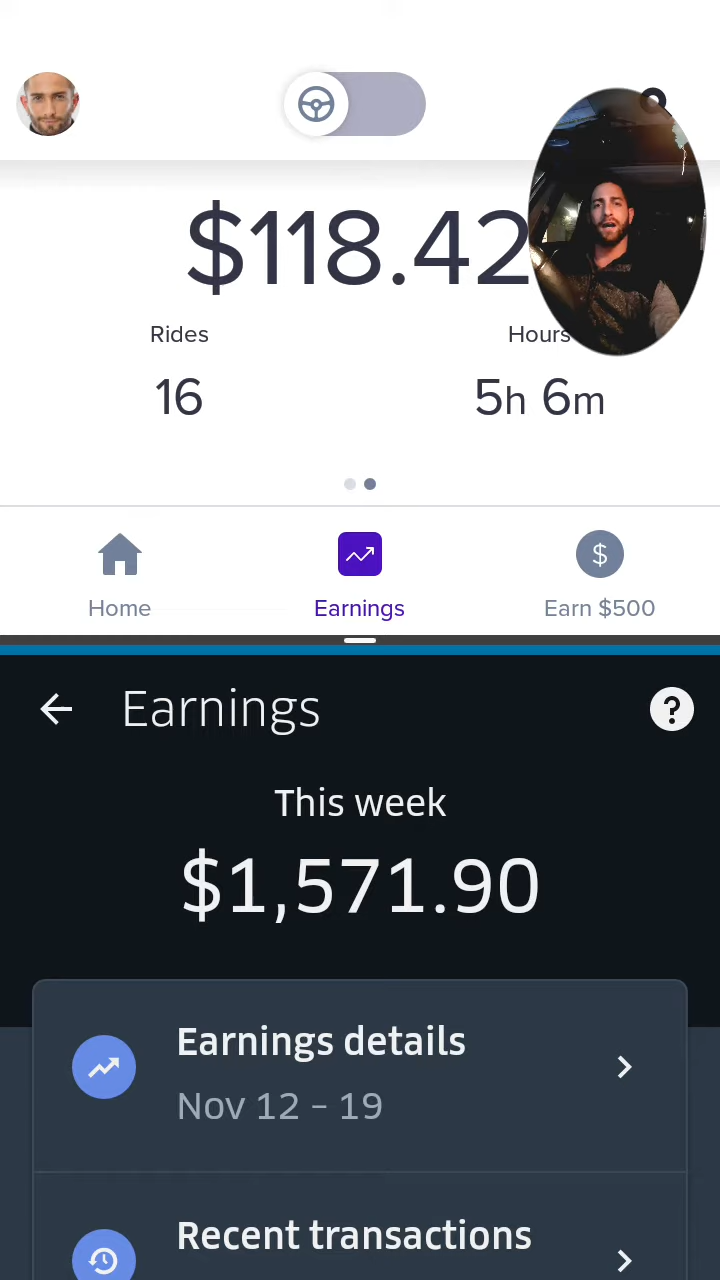 $118.42
Rides
Hours
16
5h 6m
Home
Earnings
Earn $500
Earnings
This week
$1,571.90
Earnings details
Nov 12 – 19
Recent transactions